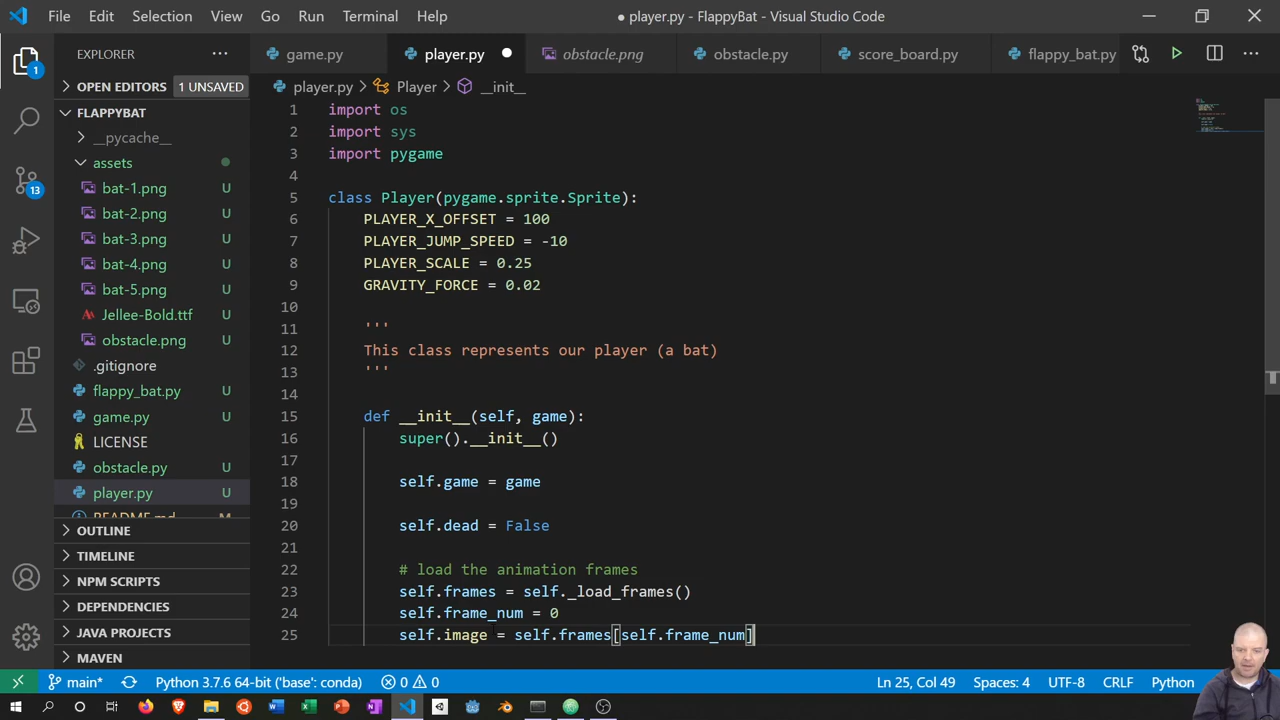 File Edit Selection View Go Run Terminal Help ● player.py - FlappyBat - Visual Studio Code
EXPLORER ··· game.py player.py ● obstacle.png obstacle.py score_board.py flappy_bat.py
OPEN EDITORS 1 UNSAVED player.py > Player > __init__
FLAPPYBAT
__pycache__
assets
bat-1.png U
bat-2.png U
bat-3.png U
bat-4.png U
bat-5.png U
Jellee-Bold.ttf U
obstacle.png U
.gitignore
flappy_bat.py U
game.py U
LICENSE
obstacle.py U
player.py U
README.md M
OUTLINE
TIMELINE
NPM SCRIPTS
DEPENDENCIES
JAVA PROJECTS
MAVEN
1
13
1 import os
2 import sys
3 import pygame
4
5 class Player(pygame.sprite.Sprite):
6     PLAYER_X_OFFSET = 100
7     PLAYER_JUMP_SPEED = -10
8     PLAYER_SCALE = 0.25
9     GRAVITY_FORCE = 0.02
10
11     '''
12     This class represents our player (a bat)
13     '''
14
15     def __init__(self, game):
16         super().__init__()
17
18         self.game = game
19
20         self.dead = False
21
22         # load the animation frames
23         self.frames = self._load_frames()
24         self.frame_num = 0
25         self.image = self.frames[self.frame_num]
main* Python 3.7.6 64-bit ('base': conda) 0 0 Ln 25, Col 49 Spaces: 4 UTF-8 CRLF Python